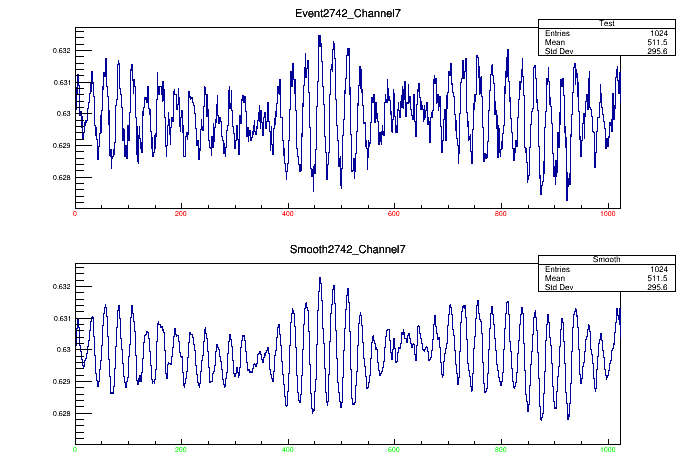 Event2742_Channel7
Test
Entries 1024
Mean 511.5
Std Dev 295.6
0.632
0.631
0.63
0.629
0.628
0 200 400 600 800 1000
Smooth2742_Channel7
Smooth
Entries 1024
Mean 511.5
Std Dev 295.6
0.632
0.631
0.63
0.629
0.628
0 200 400 600 800 1000